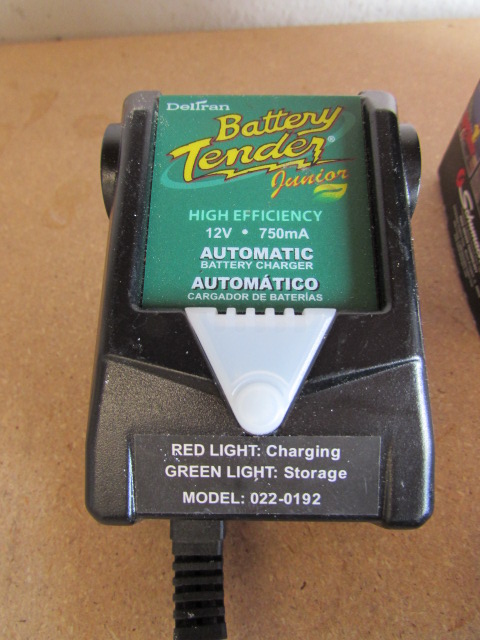 Deltran
Battery
Tender®
Junior
HIGH EFFICIENCY
12V • 750mA
AUTOMATIC
BATTERY CHARGER
AUTOMÁTICO
CARGADOR DE BATERÍAS
RED LIGHT: Charging
GREEN LIGHT: Storage
MODEL: 022-0192